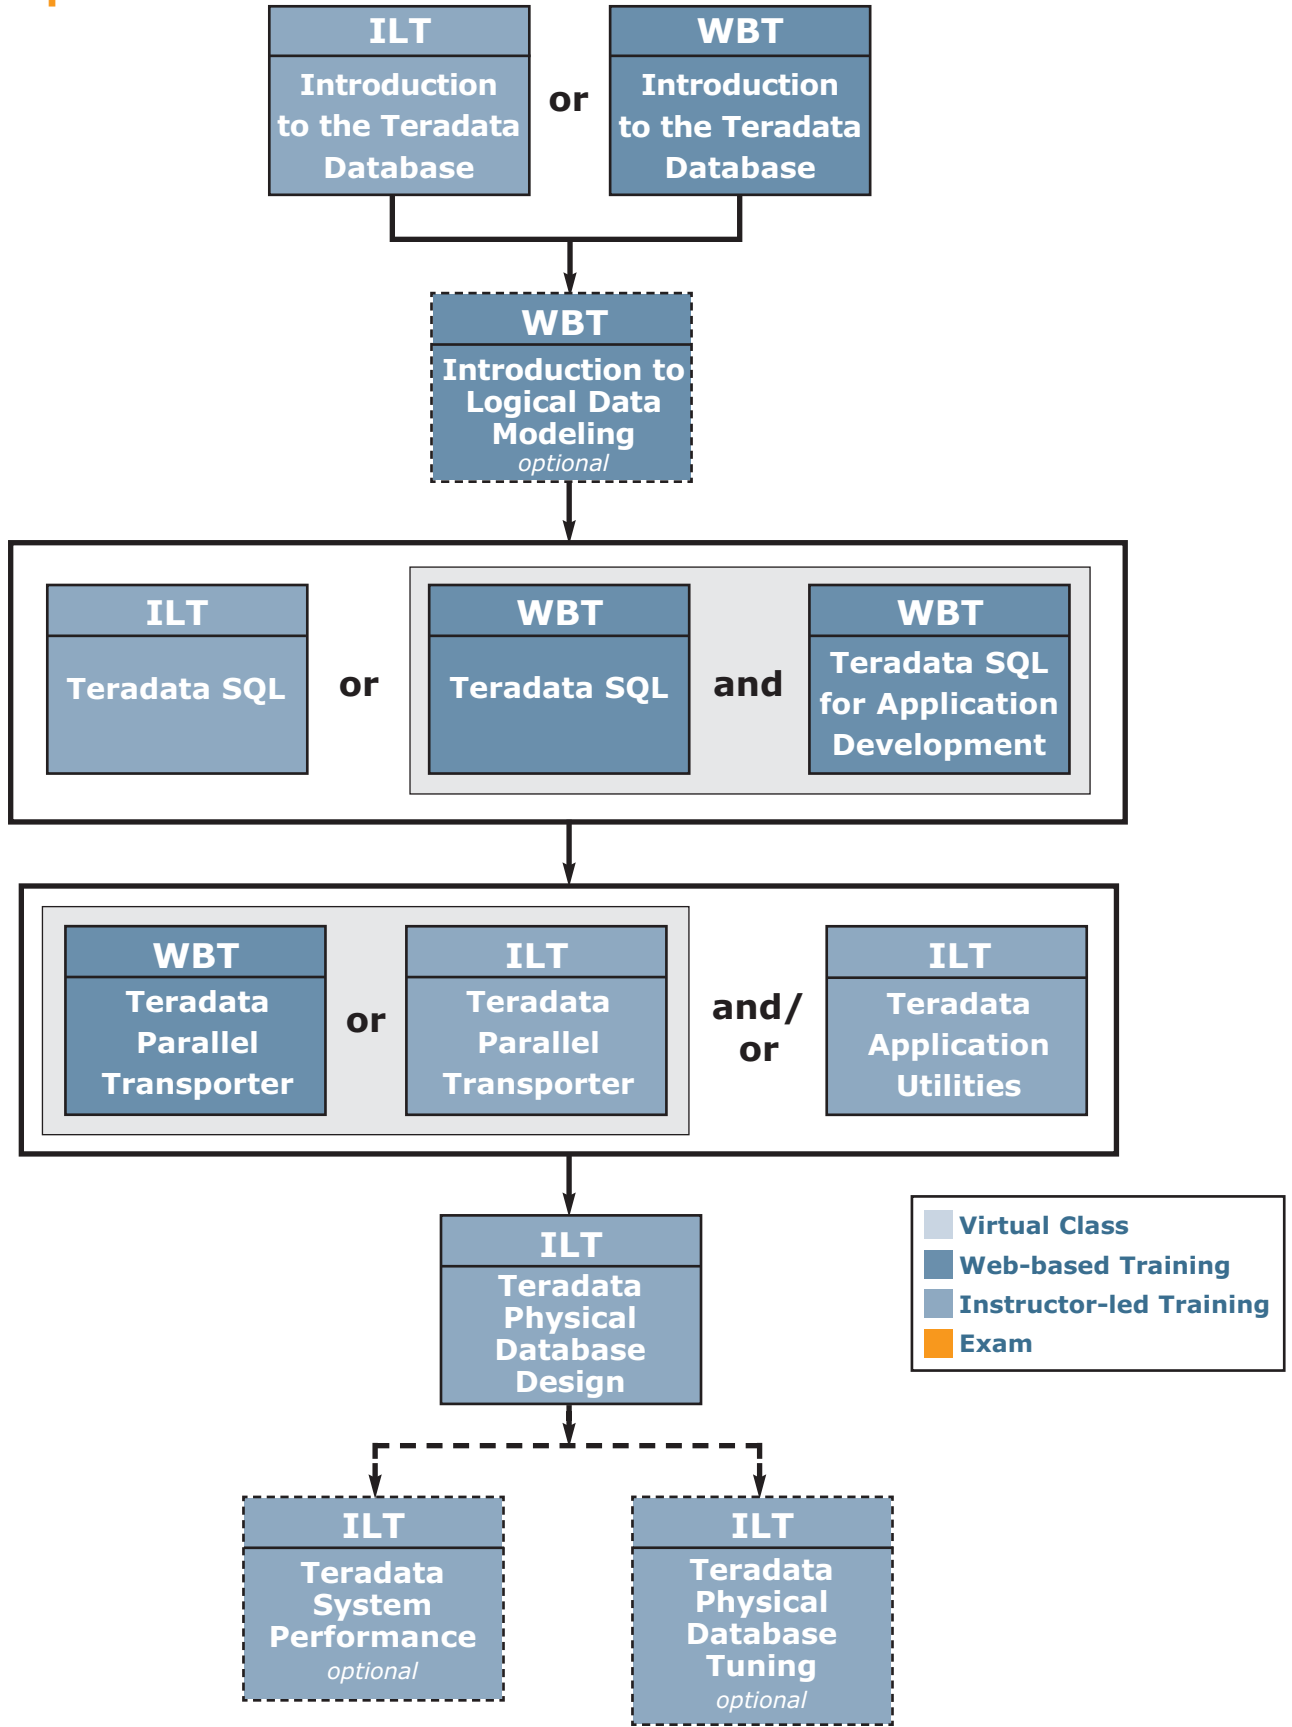 ILT
Introduction
to the Teradata
Database
or
WBT
Introduction
to the Teradata
Database
WBT
Introduction to
Logical Data
Modeling
optional
ILT
Teradata SQL
or
WBT
Teradata SQL
and
WBT
Teradata SQL
for Application
Development
WBT
Teradata
Parallel
Transporter
or
ILT
Teradata
Parallel
Transporter
and/
or
ILT
Teradata
Application
Utilities
ILT
Teradata
Physical
Database
Design
Virtual Class
Web-based Training
Instructor-led Training
Exam
ILT
Teradata
System
Performance
optional
ILT
Teradata
Physical
Database
Tuning
optional